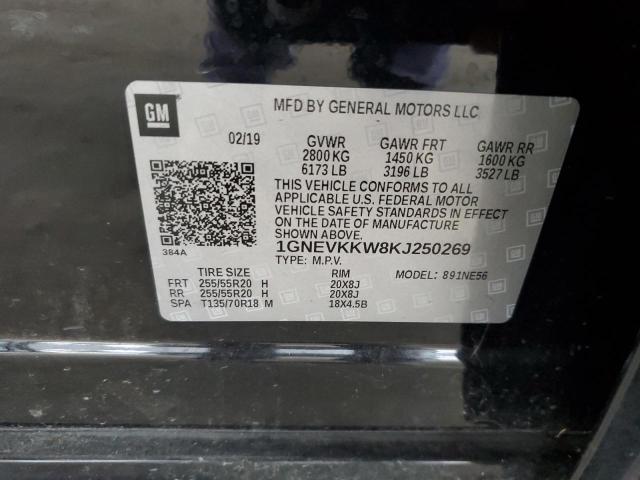 GM
MFD BY GENERAL MOTORS LLC
02/19 GVWR GAWR FRT GAWR RR
2800 KG 1450 KG 1600 KG
6173 LB 3196 LB 3527 LB
THIS VEHICLE CONFORMS TO ALL
APPLICABLE U.S. FEDERAL MOTOR
VEHICLE SAFETY STANDARDS IN EFFECT
ON THE DATE OF MANUFACTURE
SHOWN ABOVE.
384A
1GNEVKKW8KJ250269
TYPE: M.P.V. MODEL: 891NE56
TIRE SIZE RIM
FRT 255/55R20 H 20X8J
RR 255/55R20 H 20X8J
SPA T135/70R18 M 18X4.5B